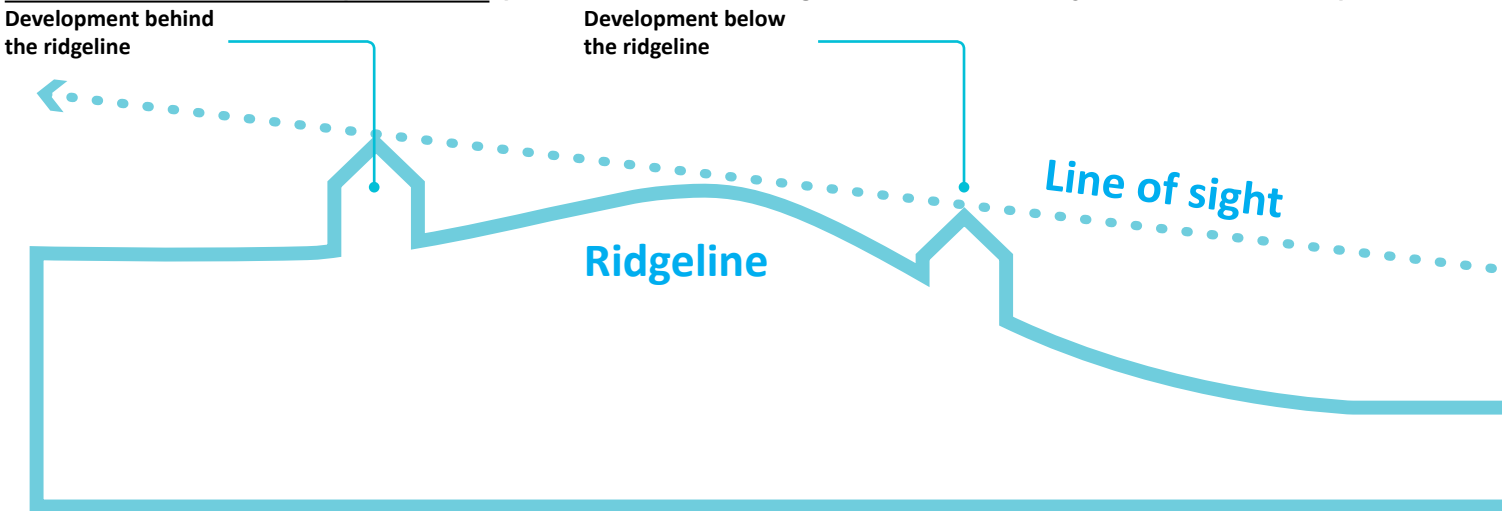 Development behind
the ridgeline
Development below
the ridgeline
Line of sight
Ridgeline